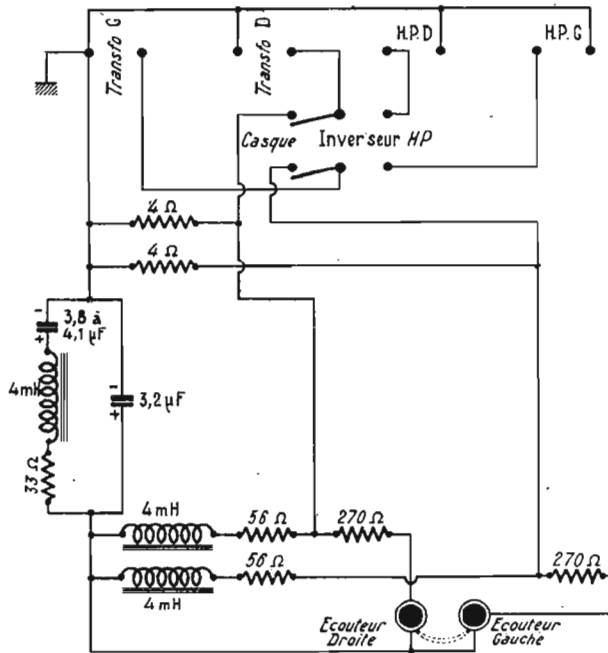 Transfo G
Transfo D
H.P. D
H.P. G
Casque
Inverseur HP
4 Ω
4 Ω
-
3,8 à
4,1 µF
+
4mH
33 Ω
-
3,2 µF
+
4 mH
56 Ω
270 Ω
56 Ω
270 Ω
4 mH
Ecouteur
Droite
Ecouteur
Gauche